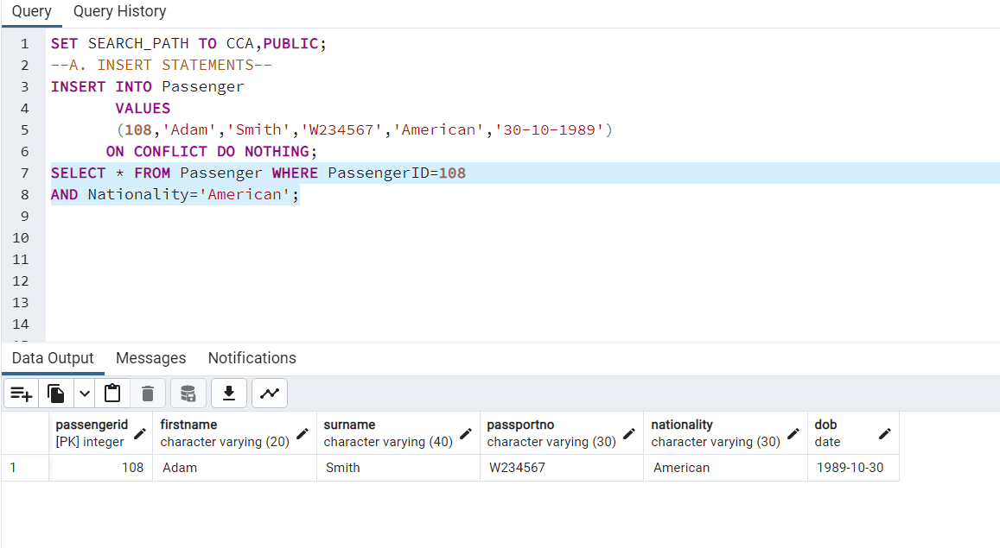 Query Query History
1 SET SEARCH_PATH TO CCA,PUBLIC;
2 --A. INSERT STATEMENTS--
3 INSERT INTO Passenger
4 VALUES
5 (108,'Adam','Smith','W234567','American','30-10-1989')
6 ON CONFLICT DO NOTHING;
7 SELECT * FROM Passenger WHERE PassengerID=108
8 AND Nationality='American';
9
10
11
12
13
14
Data Output Messages Notifications
passengerid firstname surname passportno nationality dob
[PK] integer character varying (20) character varying (40) character varying (30) character varying (30) date
1 108 Adam Smith W234567 American 1989-10-30